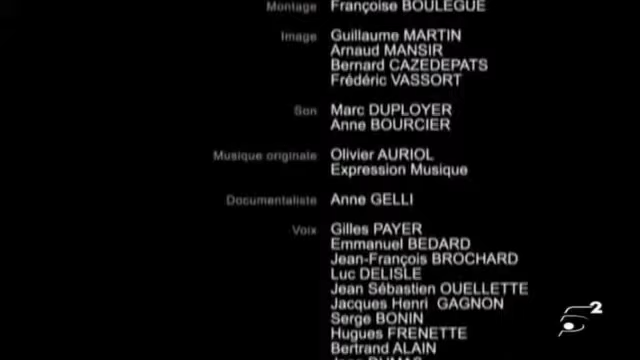 Montage Françoise BOULEGUE
Image Guillaume MARTIN
Arnaud MANSIR
Bernard CAZEDEPATS
Frédéric VASSORT
Son Marc DUPLOYER
Anne BOURCIER
Musique originale Olivier AURIOL
Expression Musique
Documentaliste Anne GELLI
Voix Gilles PAYER
Emmanuel BEDARD
Jean-François BROCHARD
Luc DELISLE
Jean Sébastien OUELLETTE
Jacques Henri GAGNON
Serge BONIN
Hugues FRENETTE
Bertrand ALAIN
2